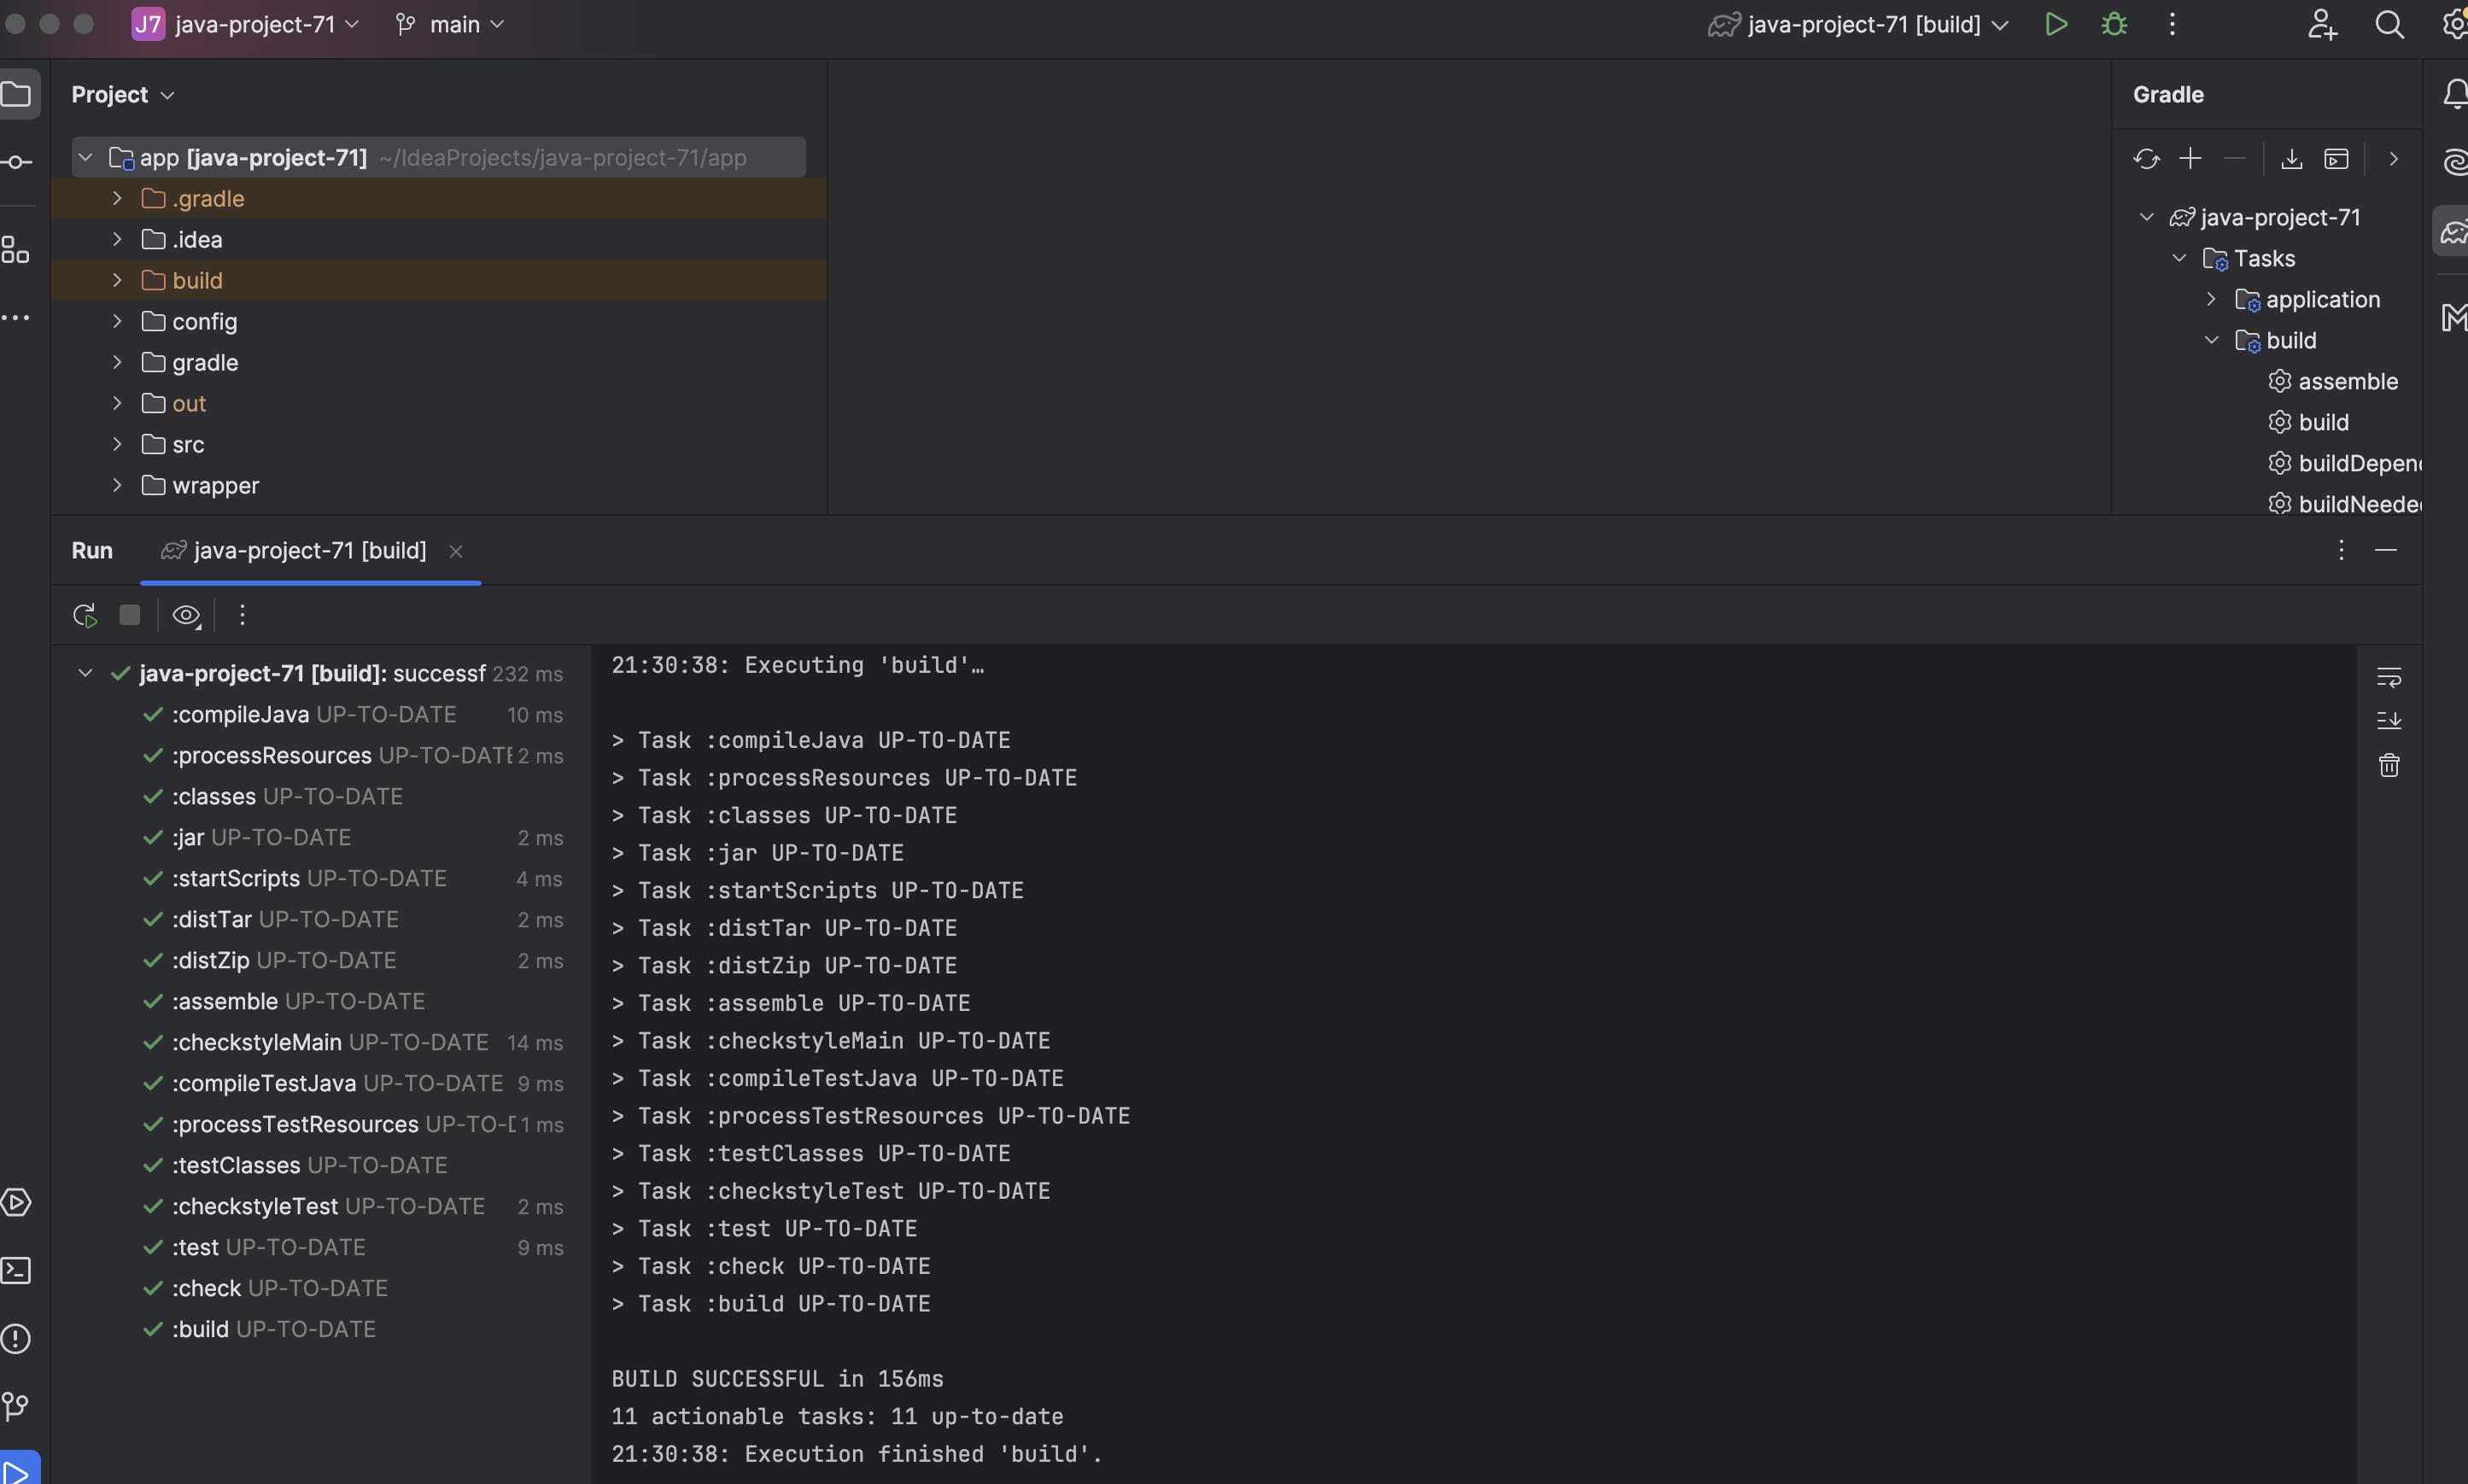 J7 java-project-71 main java-project-71 [build]
Project
app [java-project-71] ~/IdeaProjects/java-project-71/app
.gradle
.idea
build
config
gradle
out
src
wrapper
Gradle
java-project-71
Tasks
application
build
assemble
build
buildDepen
buildNeede
Run java-project-71 [build]
java-project-71 [build]: successf 232 ms
:compileJava UP-TO-DATE 10 ms
:processResources UP-TO-DATE 2 ms
:classes UP-TO-DATE
:jar UP-TO-DATE 2 ms
:startScripts UP-TO-DATE 4 ms
:distTar UP-TO-DATE 2 ms
:distZip UP-TO-DATE 2 ms
:assemble UP-TO-DATE
:checkstyleMain UP-TO-DATE 14 ms
:compileTestJava UP-TO-DATE 9 ms
:processTestResources UP-TO-D 1 ms
:testClasses UP-TO-DATE
:checkstyleTest UP-TO-DATE 2 ms
:test UP-TO-DATE 9 ms
:check UP-TO-DATE
:build UP-TO-DATE
21:30:38: Executing 'build'…
> Task :compileJava UP-TO-DATE
> Task :processResources UP-TO-DATE
> Task :classes UP-TO-DATE
> Task :jar UP-TO-DATE
> Task :startScripts UP-TO-DATE
> Task :distTar UP-TO-DATE
> Task :distZip UP-TO-DATE
> Task :assemble UP-TO-DATE
> Task :checkstyleMain UP-TO-DATE
> Task :compileTestJava UP-TO-DATE
> Task :processTestResources UP-TO-DATE
> Task :testClasses UP-TO-DATE
> Task :checkstyleTest UP-TO-DATE
> Task :test UP-TO-DATE
> Task :check UP-TO-DATE
> Task :build UP-TO-DATE
BUILD SUCCESSFUL in 156ms
11 actionable tasks: 11 up-to-date
21:30:38: Execution finished 'build'.